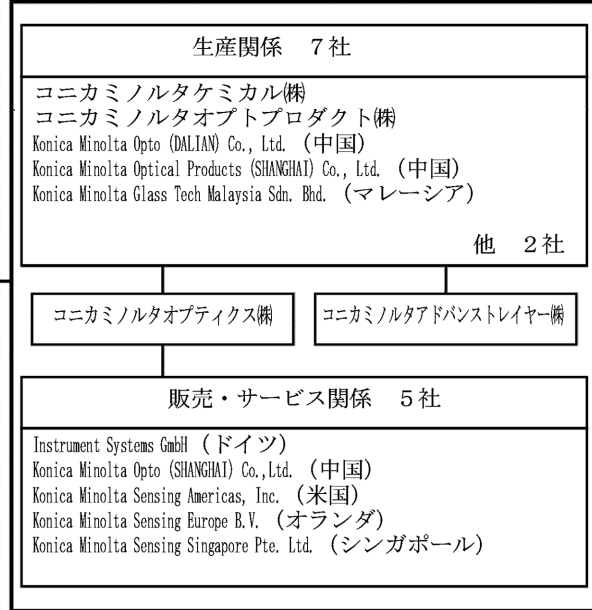 生産関係　７社
コニカミノルタケミカル㈱
コニカミノルタオプトプロダクト㈱
Konica Minolta Opto (DALIAN) Co., Ltd. （中国）
Konica Minolta Optical Products (SHANGHAI) Co., Ltd. （中国）
Konica Minolta Glass Tech Malaysia Sdn. Bhd. （マレーシア）
他　２社
コニカミノルタオプティクス㈱
コニカミノルタアドバンストレイヤー㈱
販売・サービス関係　５社
Instrument Systems GmbH （ドイツ）
Konica Minolta Opto (SHANGHAI) Co.,Ltd. （中国）
Konica Minolta Sensing Americas, Inc. （米国）
Konica Minolta Sensing Europe B.V. （オランダ）
Konica Minolta Sensing Singapore Pte. Ltd. （シンガポール）